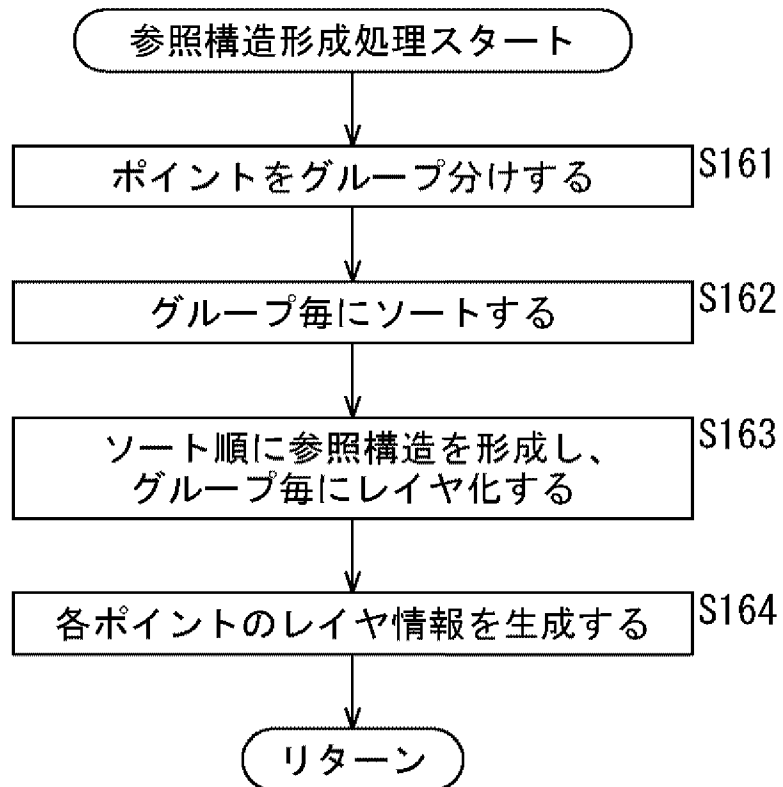 参照構造形成処理スタート
ポイントをグループ分けする
S161
グループ毎にソートする
S162
ソート順に参照構造を形成し、
グループ毎にレイヤ化する
S163
各ポイントのレイヤ情報を生成する
S164
リターン